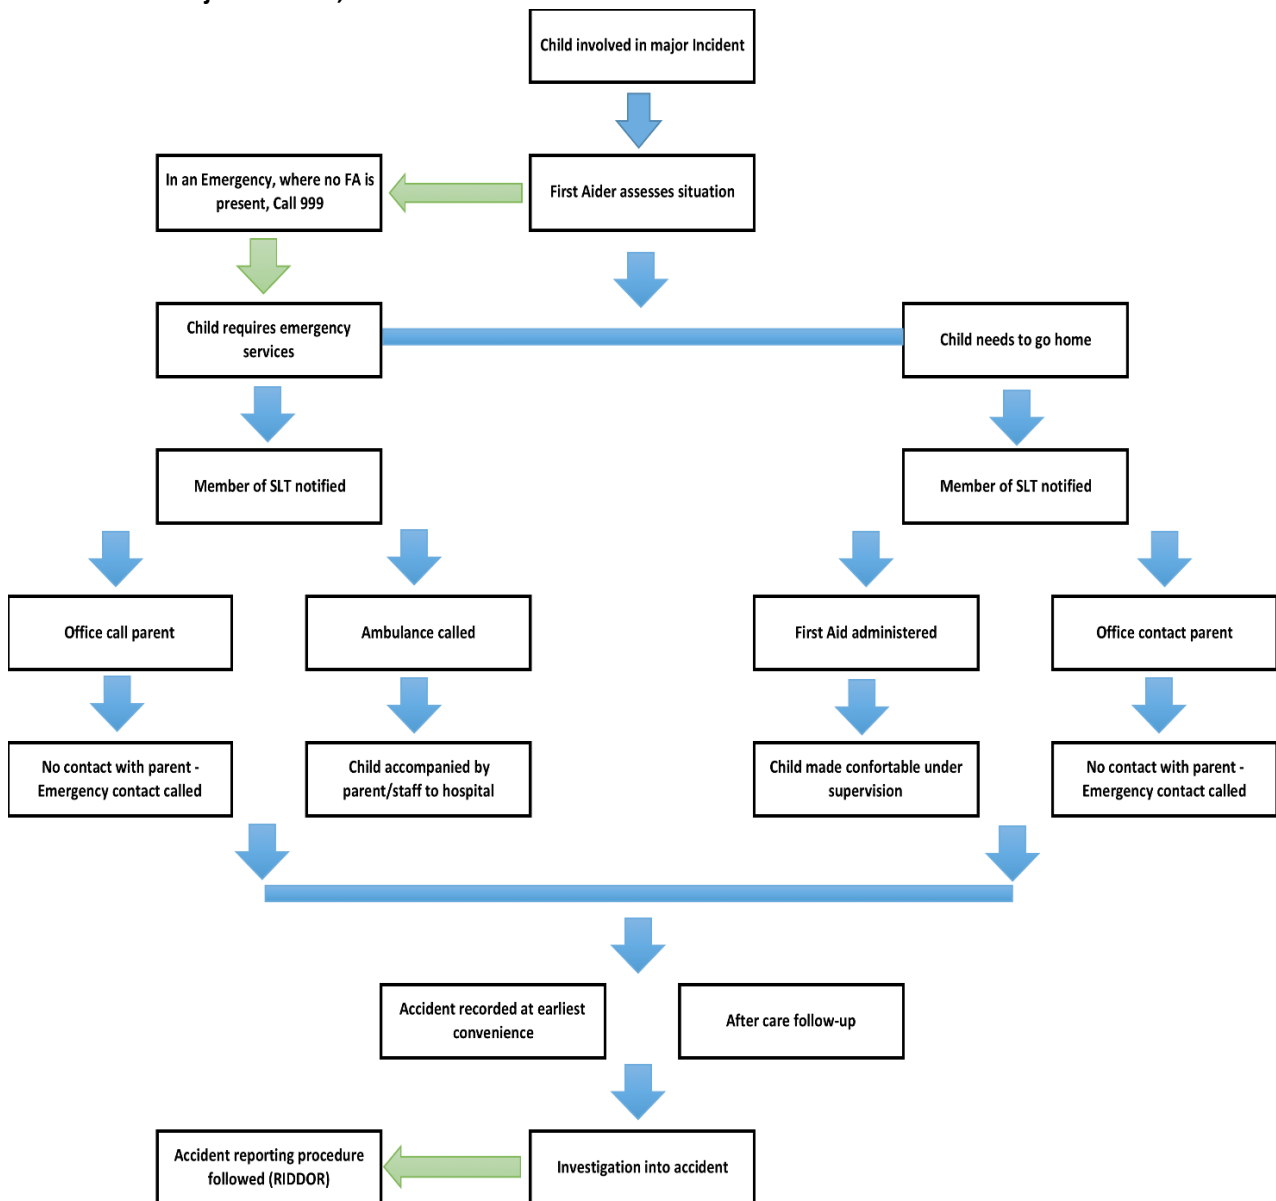 Child involved in major Incident
In an Emergency, where no FA is
present, Call 999
First Aider assesses situation
Child requires emergency
services
Child needs to go home
Member of SLT notified
Member of SLT notified
Office call parent
Ambulance called
First Aid administered
Office contact parent
No contact with parent -
Emergency contact called
Child accompanied by
parent/staff to hospital
Child made confortable under
supervision
No contact with parent -
Emergency contact called
Accident recorded at earliest
convenience
After care follow-up
Accident reporting procedure
followed (RIDDOR)
Investigation into accident